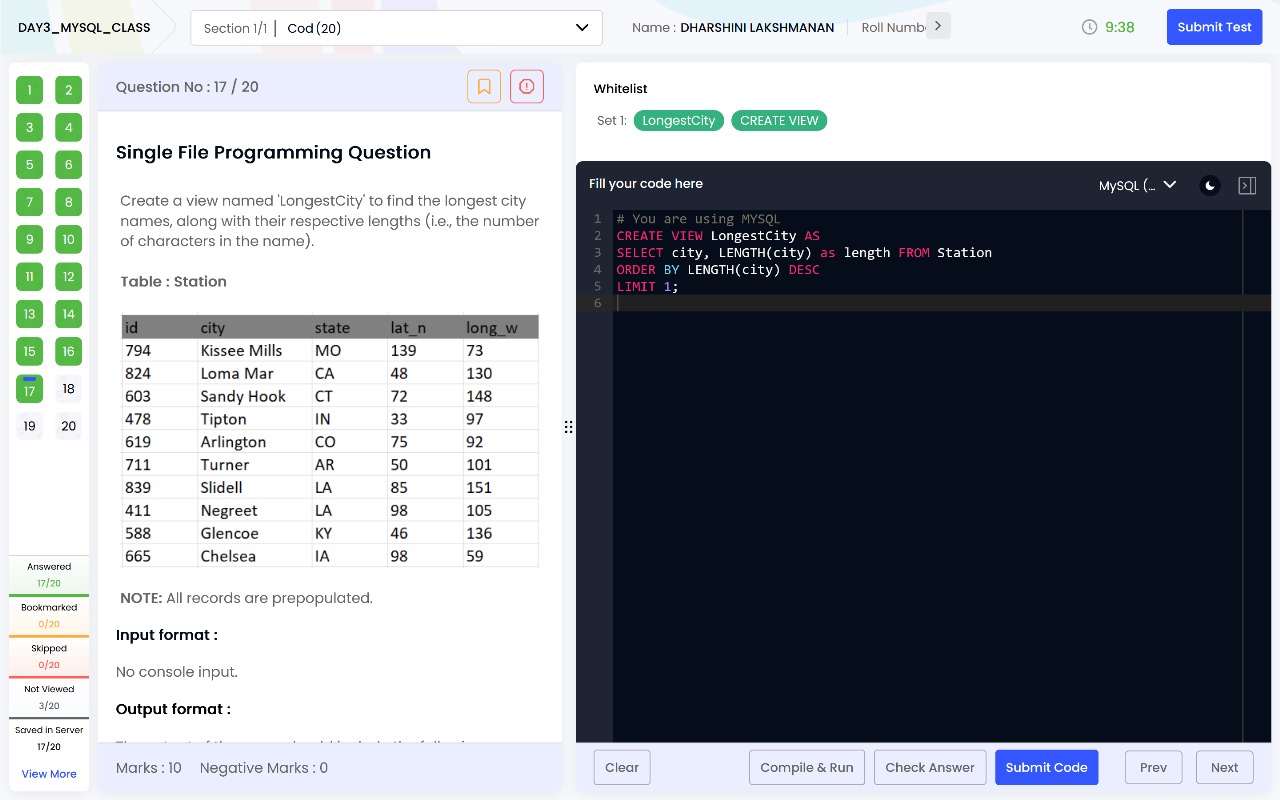 DAY3_MYSQL_CLASS
Section 1/1 | Cod (20)
Name : DHARSHINI LAKSHMANAN
Roll Numb
9:38
Submit Test
1 2
3 4
5 6
7 8
9 10
11 12
13 14
15 16
17 18
19 20
Answered
17/20
Bookmarked
0/20
Skipped
0/20
Not Viewed
3/20
Saved in Server
17/20
View More
Question No : 17 / 20
Single File Programming Question
Create a view named 'LongestCity' to find the longest city
names, along with their respective lengths (i.e., the number
of characters in the name).
Table : Station
id city state lat_n long_w
794 Kissee Mills MO 139 73
824 Loma Mar CA 48 130
603 Sandy Hook CT 72 148
478 Tipton IN 33 97
619 Arlington CO 75 92
711 Turner AR 50 101
839 Slidell LA 85 151
411 Negreet LA 98 105
588 Glencoe KY 46 136
665 Chelsea IA 98 59
NOTE: All records are prepopulated.
Input format :
No console input.
Output format :
Marks : 10 Negative Marks : 0
Whitelist
Set 1: LongestCity CREATE VIEW
Fill your code here
MySQL (...
1 # You are using MYSQL
2 CREATE VIEW LongestCity AS
3 SELECT city, LENGTH(city) as length FROM Station
4 ORDER BY LENGTH(city) DESC
5 LIMIT 1;
6
Clear
Compile & Run
Check Answer
Submit Code
Prev
Next